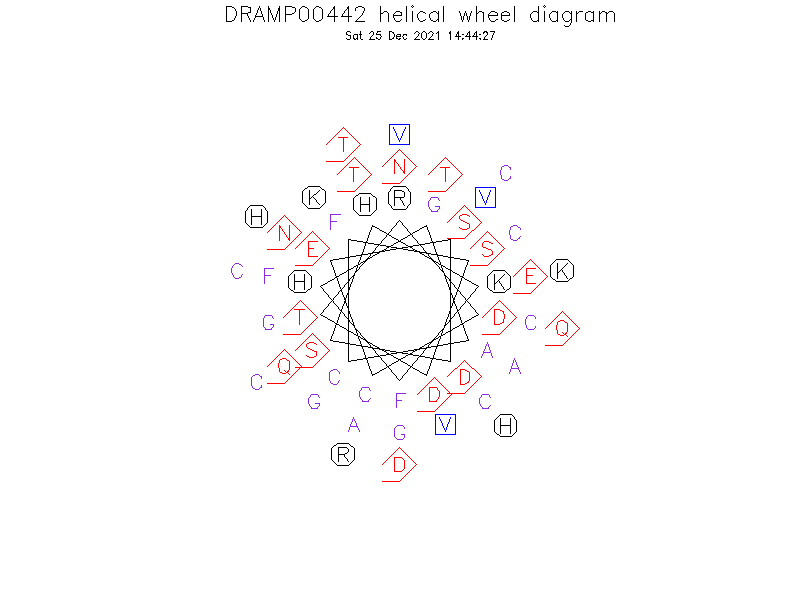 DRAMP00442 helical wheel diagram
Sat 25 Dec 2021 14:44:27
T V
T N T C
K H R G V
H F S C
N E S
C F H K E K
G T D C Q
Q S A A
C C D
G C F D C
A G V H
R D